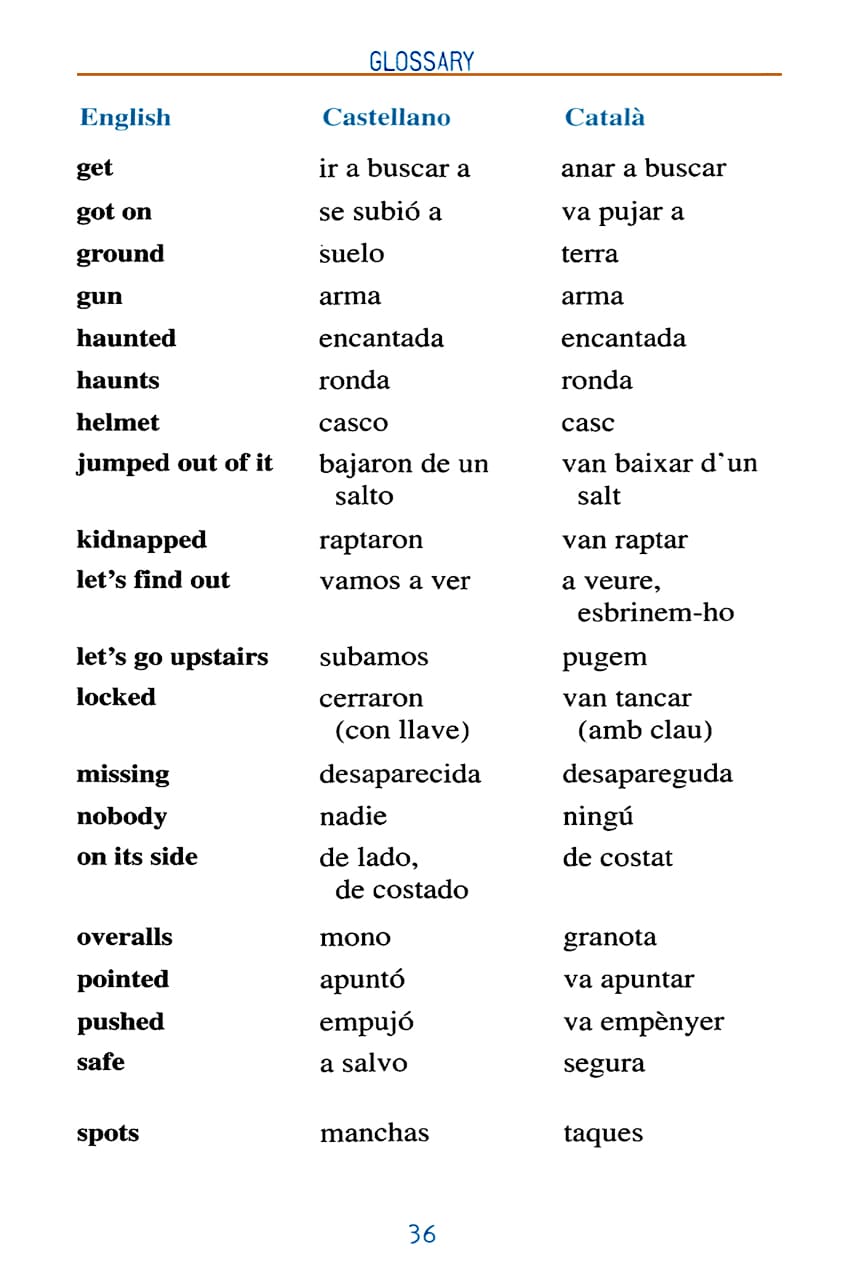 GLOSSARY
English Castellano Català
get ir a buscar a anar a buscar
got on se subió a va pujar a
ground suelo terra
gun arma arma
haunted encantada encantada
haunts ronda ronda
helmet casco casc
jumped out of it bajaron de un van baixar d'un
salto salt
kidnapped raptaron van raptar
let's find out vamos a ver a veure,
esbrinem-ho
let's go upstairs subamos pugem
locked cerraron van tancar
(con llave) (amb clau)
missing desaparecida desapareguda
nobody nadie ningú
on its side de lado, de costat
de costado
overalls mono granota
pointed apuntó va apuntar
pushed empujó va empènyer
safe a salvo segura
spots manchas taques
36